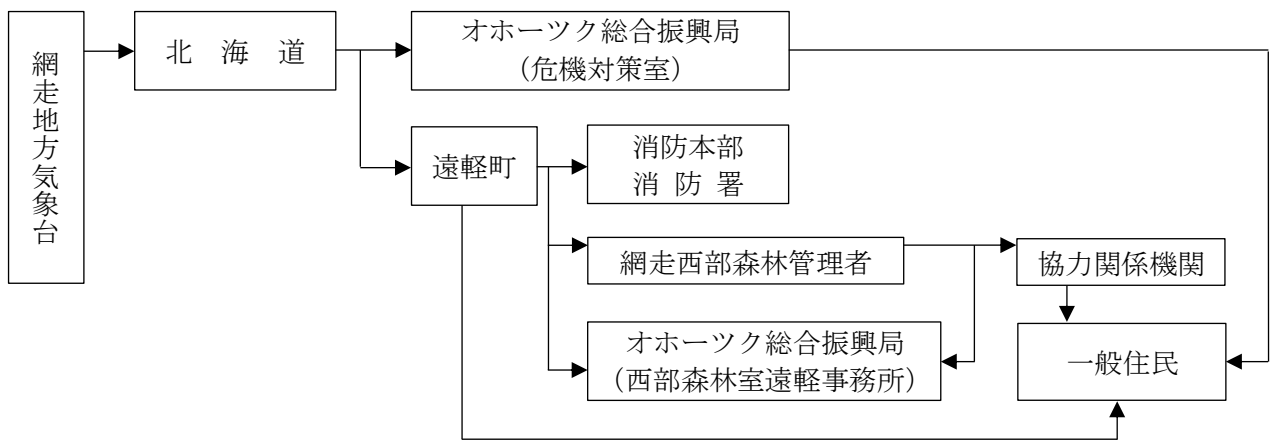 網走地方気象台
北　海　道
オホーツク総合振興局
（危機対策室）
遠軽町
消防本部
消　防　署
網走西部森林管理者
協力関係機関
オホーツク総合振興局
（西部森林室遠軽事務所）
一般住民